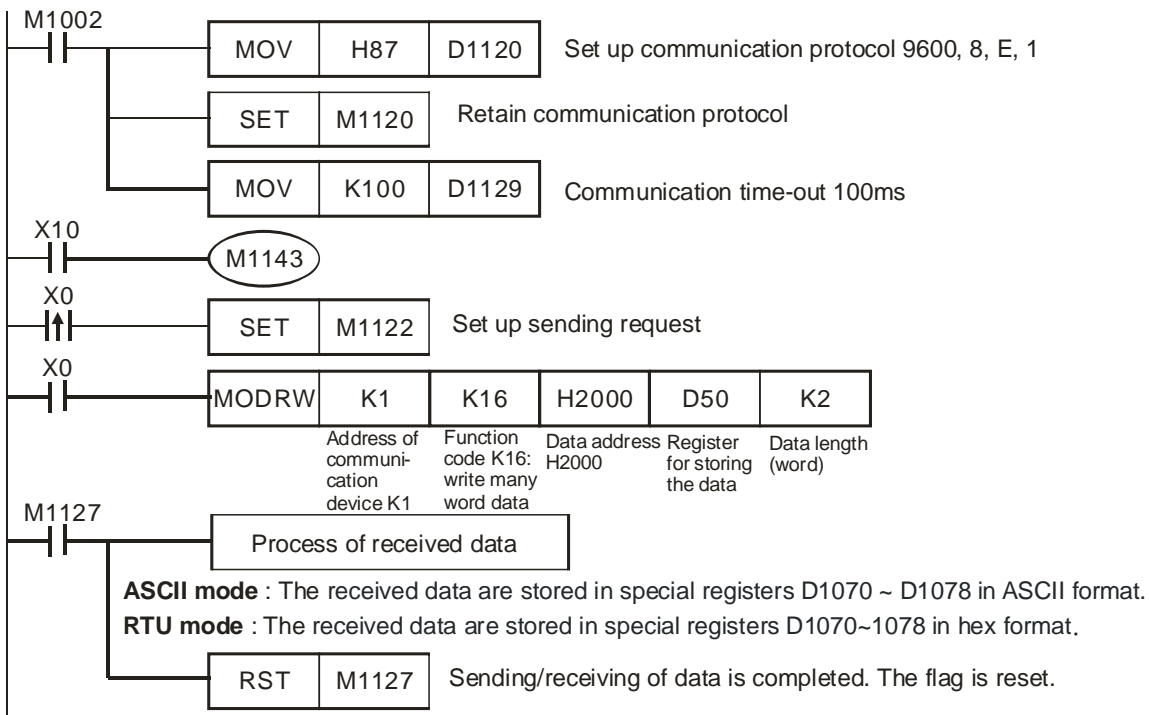 M1002
MOV H87 D1120 Set up communication protocol 9600, 8, E, 1
SET M1120 Retain communication protocol
MOV K100 D1129 Communication time-out 100ms
X10
M1143
X0
SET M1122 Set up sending request
X0
MODRW K1 K16 H2000 D50 K2
Address of
communi-
cation
device K1
Function
code K16:
write many
word data
Data address
H2000
Register
for storing
the data
Data length
(word)
M1127
Process of received data
ASCII mode : The received data are stored in special registers D1070 ~ D1078 in ASCII format.
RTU mode : The received data are stored in special registers D1070~1078 in hex format.
RST M1127 Sending/receiving of data is completed. The flag is reset.